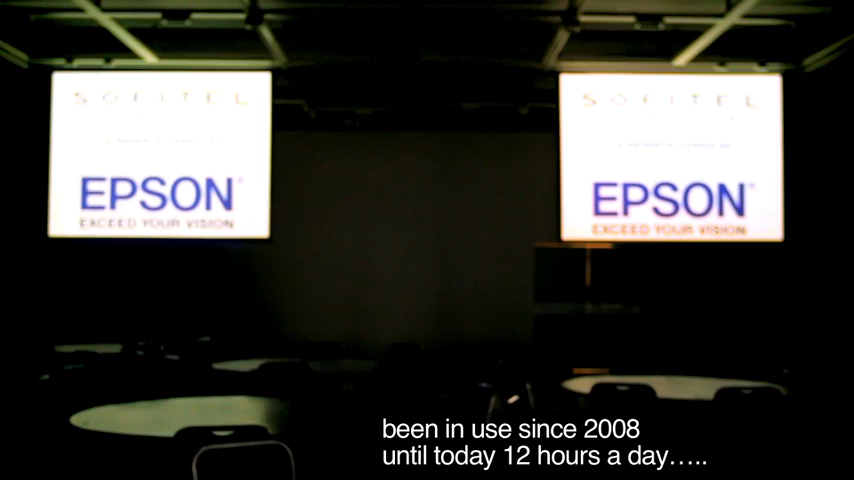 SOFITEL
EPSON
EXCEED YOUR VISION
SOFITEL
EPSON
EXCEED YOUR VISION
been in use since 2008
until today 12 hours a day…..